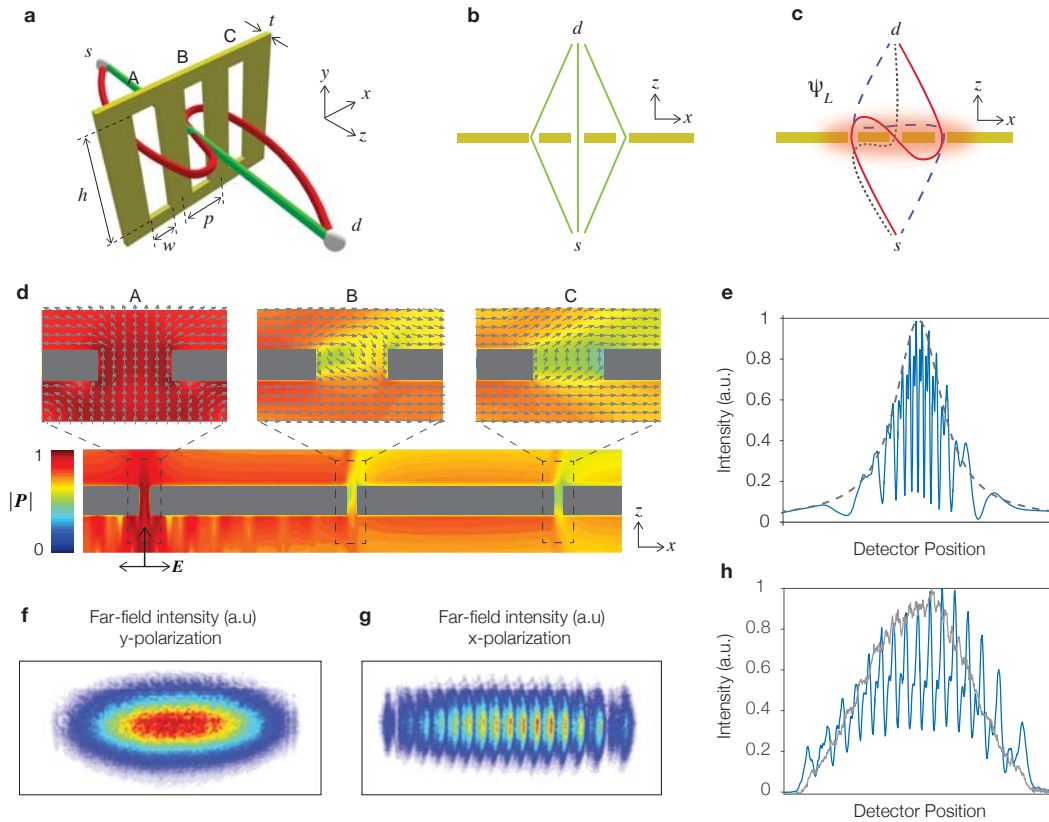 a
s
A
B
C
t
y
x
z
h
w
p
d
b
d
z
x
s
c
d
ψL
z
x
s
d
A
B
C
1
|P|
0
E
z
x
e
Intensity (a.u.)
1
0.8
0.6
0.4
0.2
0
Detector Position
f
Far-field intensity (a.u)
y-polarization
g
Far-field intensity (a.u)
x-polarization
h
Intensity (a.u.)
1
0.8
0.6
0.4
0.2
0
Detector Position